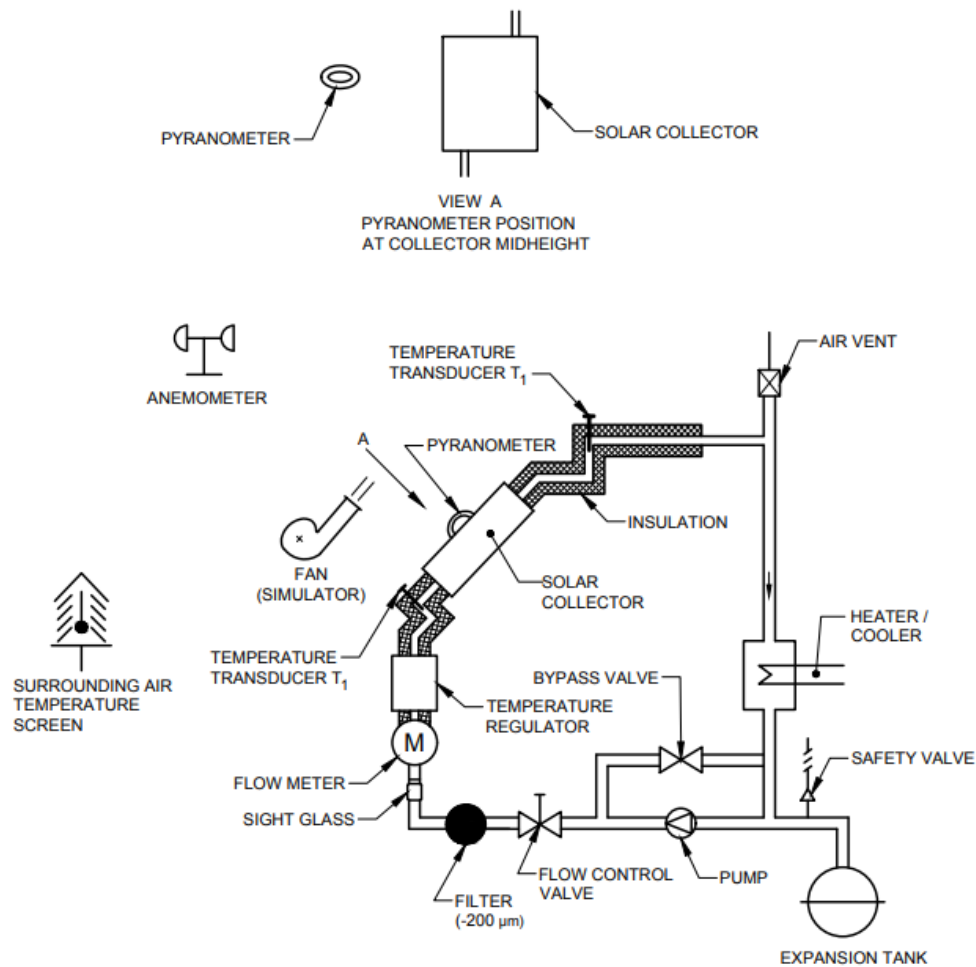 PYRANOMETER
SOLAR COLLECTOR
VIEW A
PYRANOMETER POSITION
AT COLLECTOR MIDHEIGHT
AIR VENT
TEMPERATURE
TRANSDUCER T1
ANEMOMETER
A
PYRANOMETER
INSULATION
FAN
(SIMULATOR)
SOLAR
COLLECTOR
HEATER /
COOLER
TEMPERATURE
TRANSDUCER T1
BYPASS VALVE
SURROUNDING AIR
TEMPERATURE
SCREEN
TEMPERATURE
REGULATOR
M
SAFETY VALVE
FLOW METER
SIGHT GLASS
FLOW CONTROL
VALVE
PUMP
FILTER
(-200 µm)
EXPANSION TANK